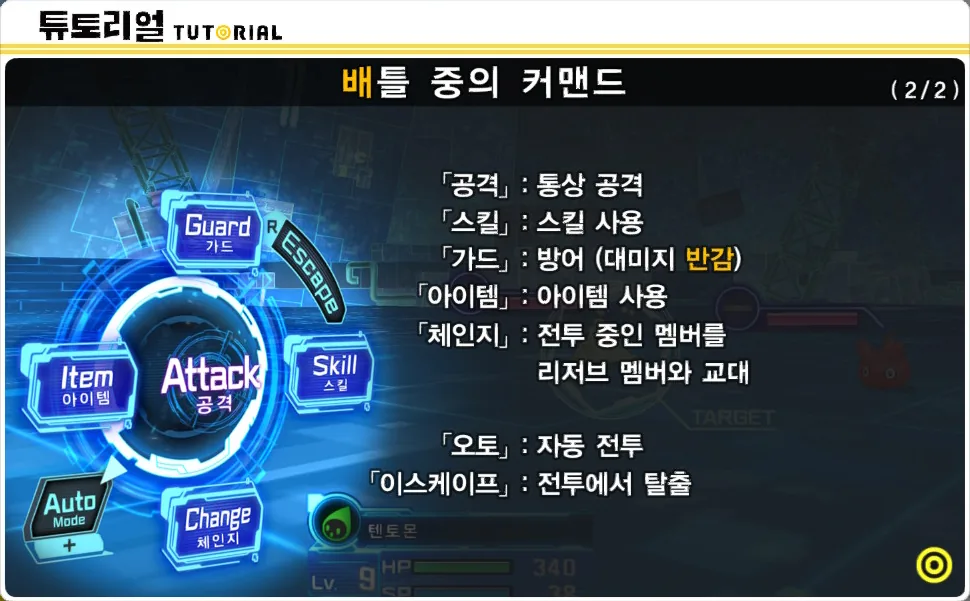 튜토리얼 TUTORIAL
배틀 중의 커맨드
(2/2)
「공격」: 통상 공격
「스킬」: 스킬 사용
「가드」: 방어 (대미지 반감)
「아이템」: 아이템 사용
「체인지」: 전투 중인 멤버를
리저브 멤버와 교대
「오토」: 자동 전투
「이스케이프」: 전투에서 탈출
Guard
가드
R
Escape
Item
아이템
Attack
공격
Skill
스킬
Auto
Mode
+
Change
체인지
TARGET
텐토몬
Lv. 9
HP 340
SP 38